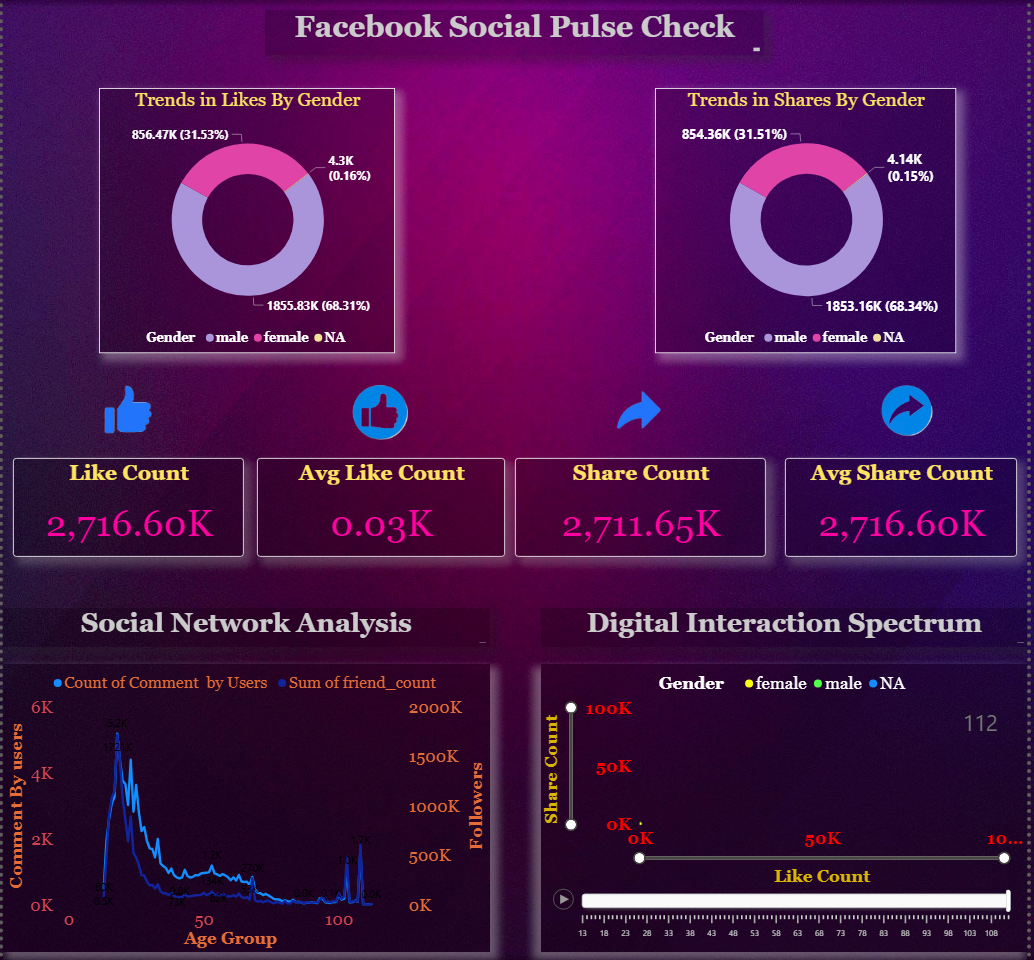 Facebook Social Pulse Check
Trends in Likes By Gender
856.47K (31.53%)
4.3K
(0.16%)
1855.83K (68.31%)
Gender male female NA
Trends in Shares By Gender
854.36K (31.51%)
4.14K
(0.15%)
1853.16K (68.34%)
Gender male female NA
Like Count
2,716.60K
Avg Like Count
0.03K
Share Count
2,711.65K
Avg Share Count
2,716.60K
Social Network Analysis
Count of Comment by Users Sum of friend_count
6K
4K
2K
0K
Comment By users
2000K
1500K
1000K
500K
0K
Followers
0 50 100
Age Group
Digital Interaction Spectrum
Gender female male NA
112
Share Count
100K
50K
0K
0K 50K 10...
Like Count
13 18 23 28 33 38 43 48 53 58 63 68 73 78 83 88 93 98 103 108